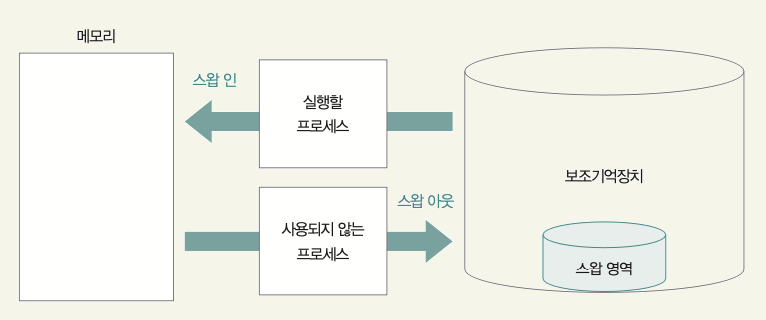 메모리
스왑 인
실행할
프로세스
스왑 아웃
사용되지 않는
프로세스
보조기억장치
스왑 영역